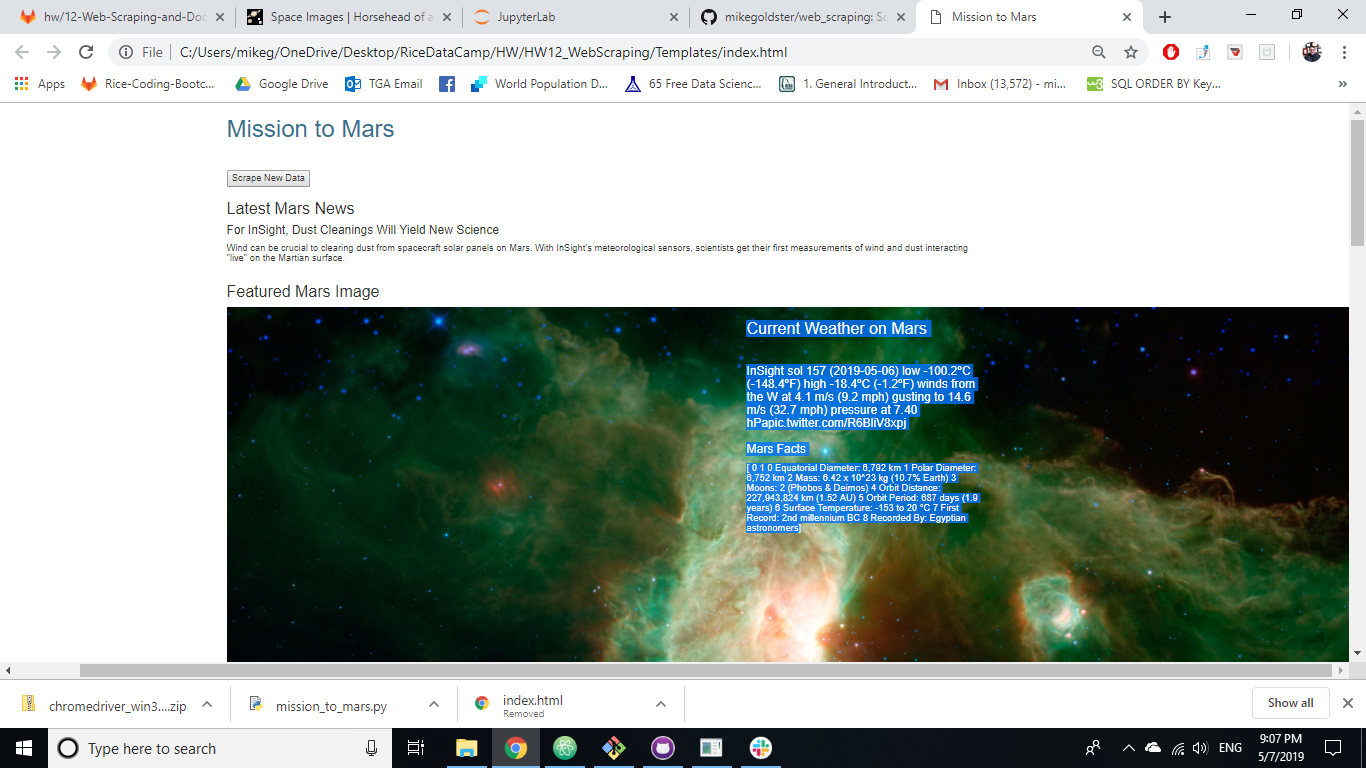 hw/12-Web-Scraping-and-Doc
Space Images | Horsehead of a
JupyterLab
mikegoldster/web_scraping: Sc
Mission to Mars
File
C:/Users/mikeg/OneDrive/Desktop/RiceDataCamp/HW/HW12_WebScraping/Templates/index.html
Apps
Rice-Coding-Bootc...
Google Drive
TGA Email
World Population D...
65 Free Data Scienc...
1. General Introduct...
Inbox (13,572) - mi...
SQL ORDER BY Key...
»
Mission to Mars
Scrape New Data
Latest Mars News
For InSight, Dust Cleanings Will Yield New Science
Wind can be crucial to clearing dust from spacecraft solar panels on Mars. With InSight's meteorological sensors, scientists get their first measurements of wind and dust interacting
"live" on the Martian surface.
Featured Mars Image
Current Weather on Mars
InSight sol 157 (2019-05-06) low -100.2ºC
(-148.4ºF) high -18.4ºC (-1.2ºF) winds from
the W at 4.1 m/s (9.2 mph) gusting to 14.6
m/s (32.7 mph) pressure at 7.40
hPapic.twitter.com/R6BliV8xpj
Mars Facts
[ 0 1 0 Equatorial Diameter: 6,792 km 1 Polar Diameter:
6,752 km 2 Mass: 6.42 x 10^23 kg (10.7% Earth) 3
Moons: 2 (Phobos & Deimos) 4 Orbit Distance:
227,943,824 km (1.52 AU) 5 Orbit Period: 687 days (1.9
years) 6 Surface Temperature: -153 to 20 °C 7 First
Record: 2nd millennium BC 8 Recorded By: Egyptian
astronomers]
chromedriver_win3....zip
mission_to_mars.py
index.html
Removed
Show all
Type here to search
ENG
9:07 PM
5/7/2019